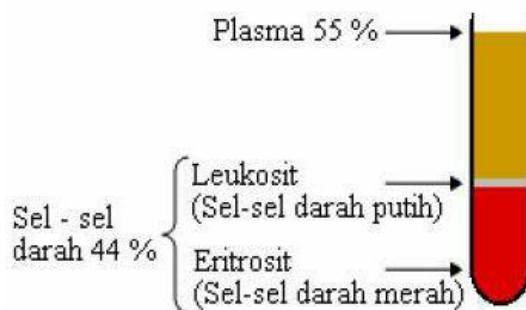 Plasma 55 %
Leukosit
(Sel-sel darah putih)
Sel - sel
darah 44 %
Eritrosit
(Sel-sel darah merah)